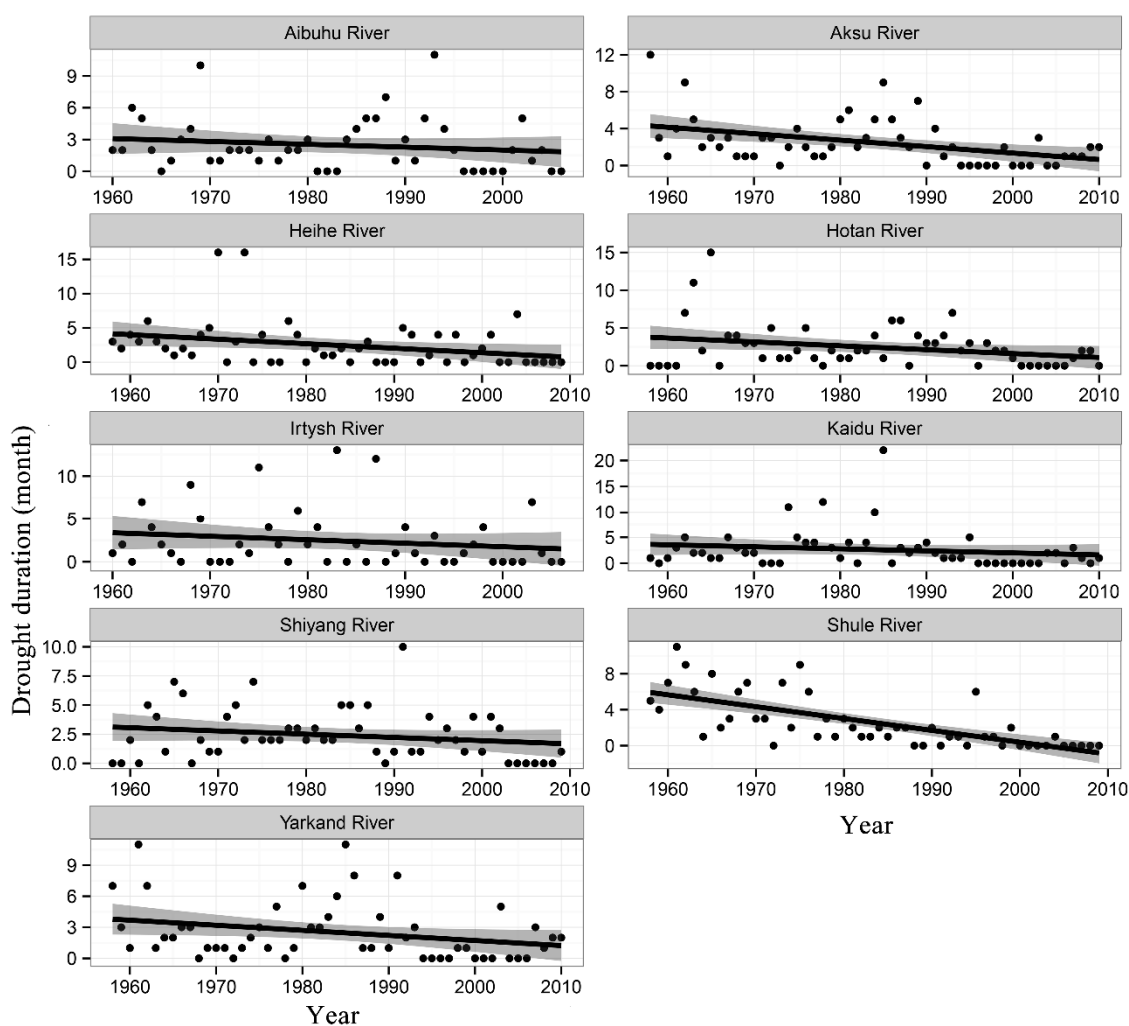 Aibuhu River
Aksu River
9
6
3
0
1960 1970 1980 1990 2000
12
8
4
0
1960 1970 1980 1990 2000 2010
Heihe River
Hotan River
15
10
5
0
1960 1970 1980 1990 2000 2010
15
10
5
0
1960 1970 1980 1990 2000 2010
Irtysh River
Kaidu River
10
5
0
1960 1970 1980 1990 2000
20
15
10
5
0
1960 1970 1980 1990 2000 2010
Drought duration (month)
Shiyang River
Shule River
10.0
7.5
5.0
2.5
0.0
1960 1970 1980 1990 2000 2010
8
4
0
1960 1970 1980 1990 2000 2010
Year
Yarkand River
9
6
3
0
1960 1970 1980 1990 2000 2010
Year